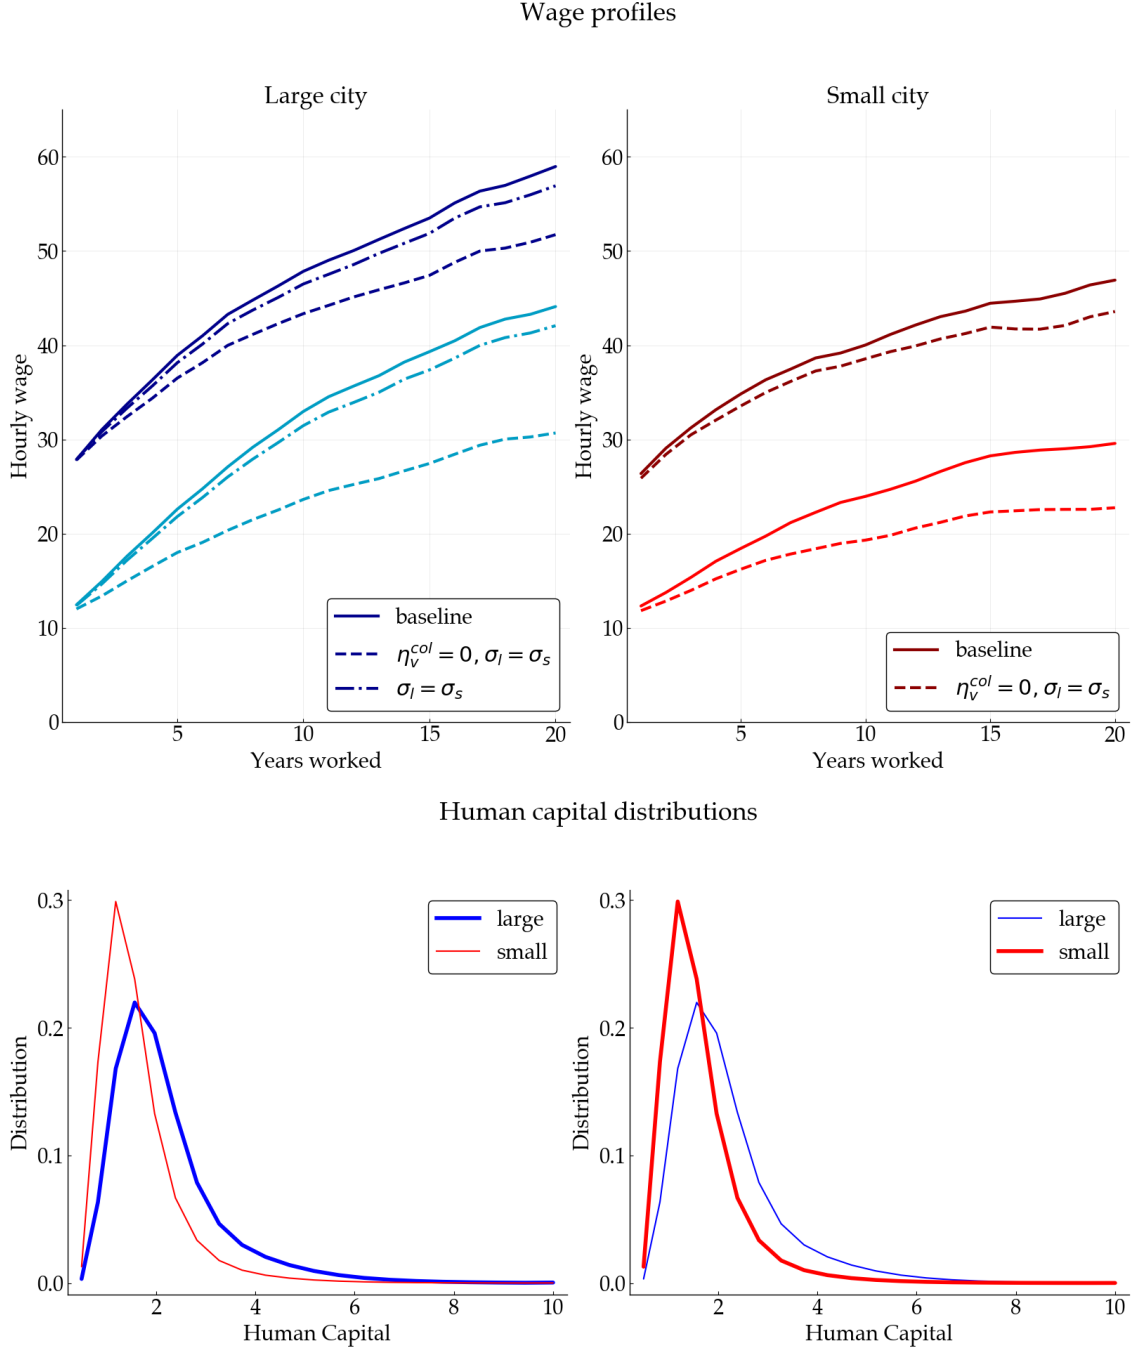 Wage profiles
Large city
60
50
40
30
20
10
0
Hourly wage
5 10 15 20
Years worked
baseline
η_v^{col} = 0, σ_l = σ_s
σ_l = σ_s
Small city
60
50
40
30
20
10
0
Hourly wage
5 10 15 20
Years worked
baseline
η_v^{col} = 0, σ_l = σ_s
Human capital distributions
0.3
0.2
0.1
0.0
Distribution
2 4 6 8 10
Human Capital
large
small
0.3
0.2
0.1
0.0
Distribution
2 4 6 8 10
Human Capital
large
small